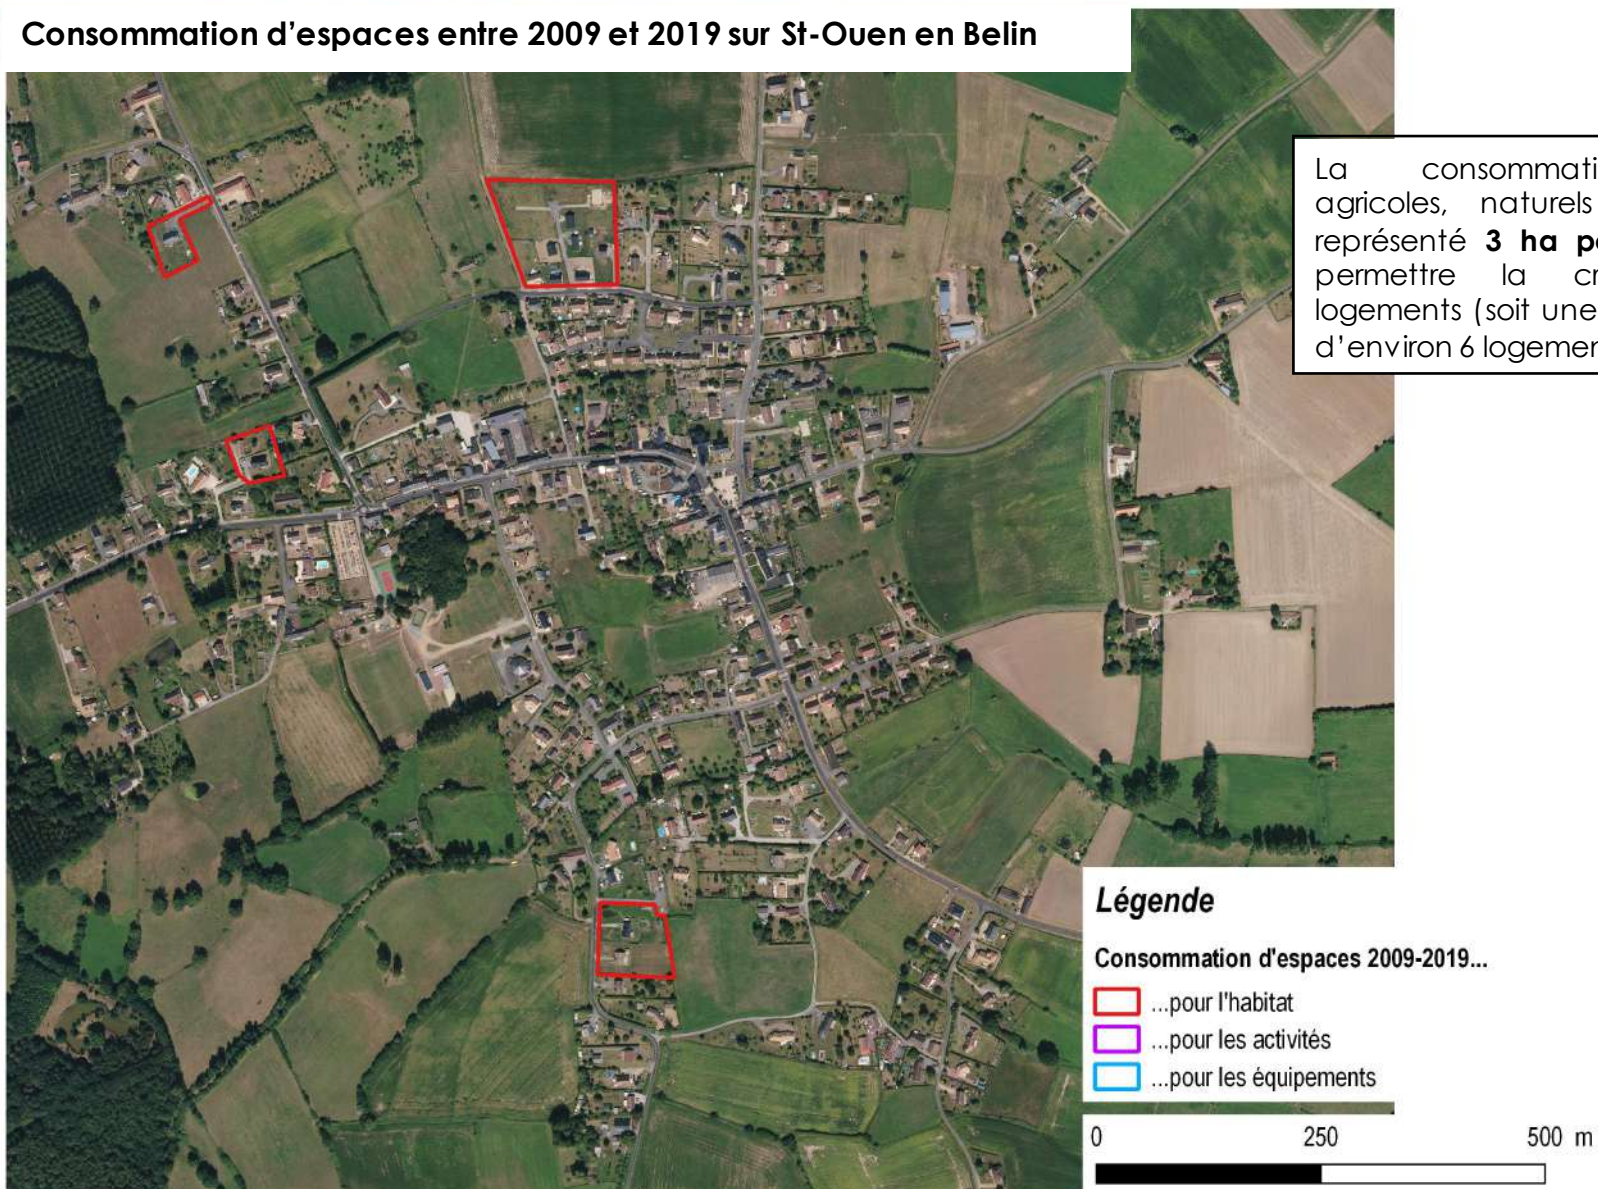 Consommation d'espaces entre 2009 et 2019 sur St-Ouen en Belin
La
agricoles, naturels
représenté 3 ha
permettre la
logements (soit une
d'environ 6
Légende
Consommation d'espaces 2009-2019...
...pour l'habitat
...pour les activités
...pour les équipements
0 250 500 m